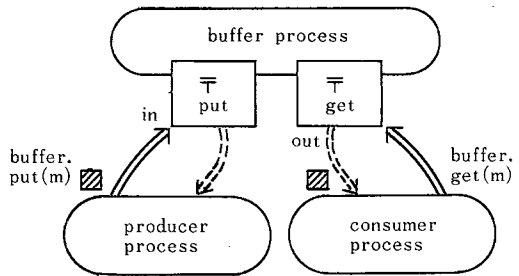 buffer process
put
get
in
out
buffer.
put(m)
buffer.
get(m)
producer
process
consumer
process